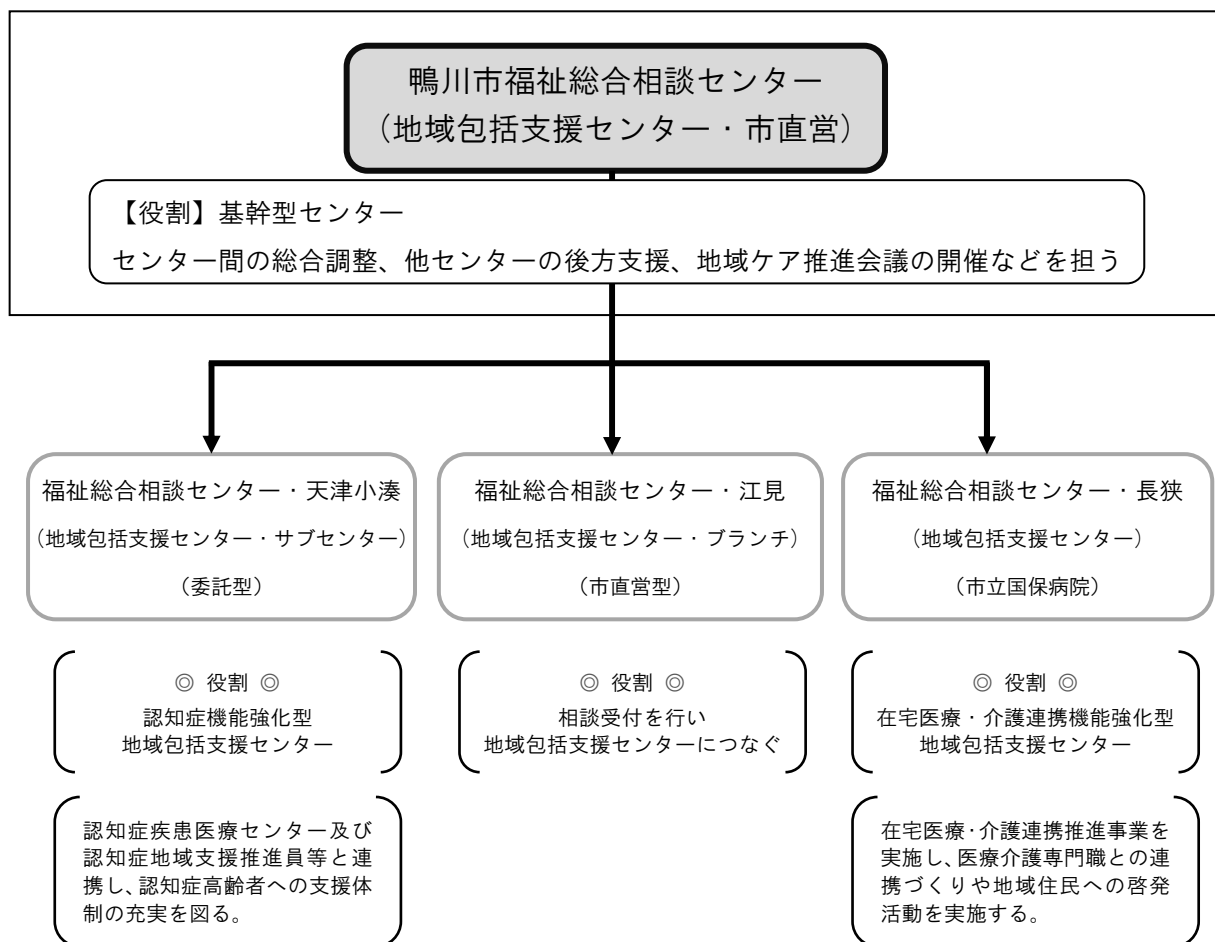 鴨川市福祉総合相談センター
（地域包括支援センター・市直営）
【役割】基幹型センター
センター間の総合調整、他センターの後方支援、地域ケア推進会議の開催などを担う
福祉総合相談センター・天津小湊
（地域包括支援センター・サブセンター）
（委託型）
福祉総合相談センター・江見
（地域包括支援センター・ブランチ）
（市直営型）
福祉総合相談センター・長狭
（地域包括支援センター）
（市立国保病院）
◎ 役割 ◎
認知症機能強化型
地域包括支援センター
◎ 役割 ◎
相談受付を行い
地域包括支援センターにつなぐ
◎ 役割 ◎
在宅医療・介護連携機能強化型
地域包括支援センター
認知症疾患医療センター及び
認知症地域支援推進員等と連
携し、認知症高齢者への支援体
制の充実を図る。
在宅医療・介護連携推進事業を
実施し、医療介護専門職との連
携づくりや地域住民への啓発
活動を実施する。